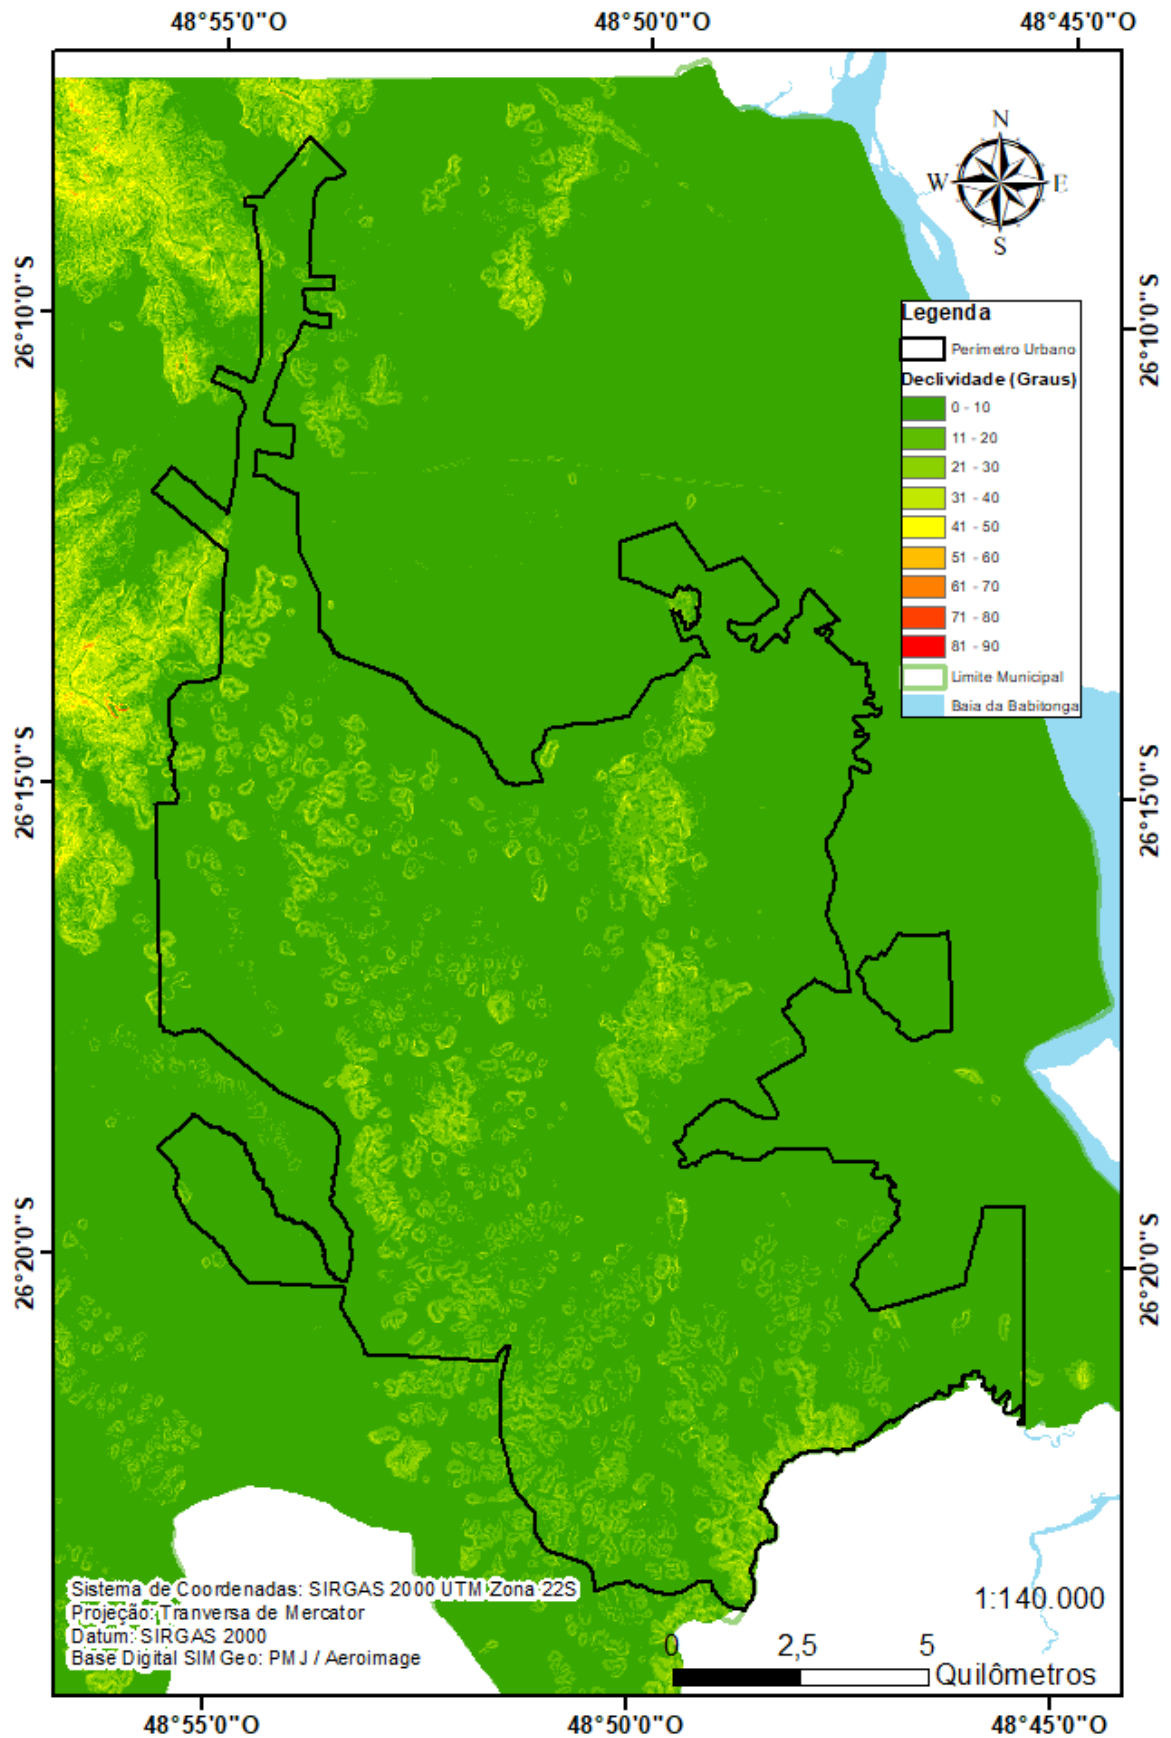 48°55'0"O 48°50'0"O 48°45'0"O
N
W E
S
26°10'0"S
26°10'0"S
Legenda
Perímetro Urbano
Declividade (Graus)
0 - 10
11 - 20
21 - 30
31 - 40
41 - 50
51 - 60
61 - 70
71 - 80
81 - 90
Limite Municipal
Baia da Babitonga
26°15'0"S
26°15'0"S
26°20'0"S
26°20'0"S
Sistema de Coordenadas: SIRGAS 2000 UTM Zona 22S
Projeção: Tranversa de Mercator
Datum: SIRGAS 2000
Base Digital SIMGeo: PMJ / Aeroimage
1:140.000
0 2,5 5
Quilômetros
48°55'0"O 48°50'0"O 48°45'0"O